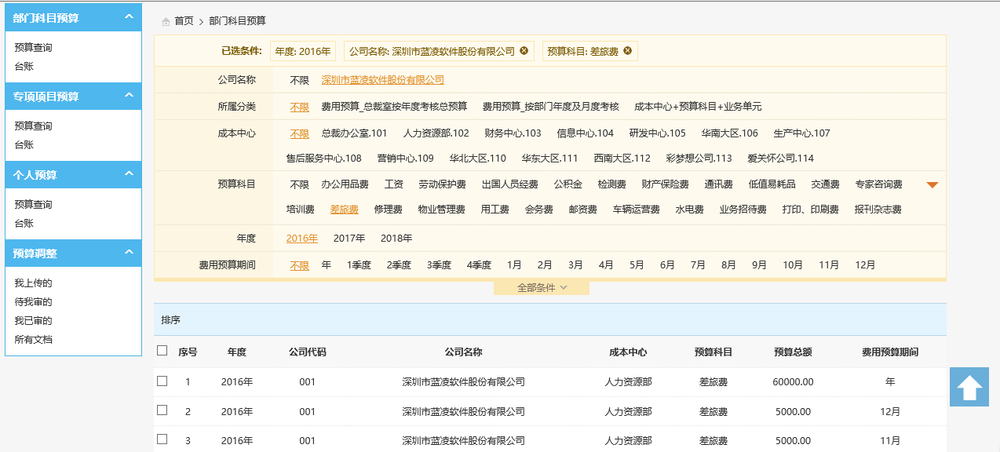 部门科目预算
预算查询
台账
专项项目预算
预算查询
台账
个人预算
预算查询
台账
预算调整
我上传的
待我审的
我已审的
所有文档
首页 > 部门科目预算
已选条件: 年度: 2016年 公司名称: 深圳市蓝凌软件股份有限公司 预算科目: 差旅费
公司名称 不限 深圳市蓝凌软件股份有限公司
所属分类 不限 费用预算_总裁室按年度考核总预算 费用预算_按部门年度及月度考核 成本中心+预算科目+业务单元
成本中心 不限 总裁办公室.101 人力资源部.102 财务中心.103 信息中心.104 研发中心.105 华南大区.106 生产中心.107
售后服务中心.108 营销中心.109 华北大区.110 华东大区.111 西南大区.112 彩梦想公司.113 爱关怀公司.114
预算科目 不限 办公用品费 工资 劳动保护费 出国人员经费 公积金 检测费 财产保险费 通讯费 低值易耗品 交通费 专家咨询费
培训费 差旅费 修理费 物业管理费 用工费 会务费 邮资费 车辆运营费 水电费 业务招待费 打印、印刷费 报刊杂志费
年度 2016年 2017年 2018年
费用预算期间 不限 年 1季度 2季度 3季度 4季度 1月 2月 3月 4月 5月 6月 7月 8月 9月 10月 11月 12月
全部条件
排序
序号 年度 公司代码 公司名称 成本中心 预算科目 预算总额 费用预算期间
1 2016年 001 深圳市蓝凌软件股份有限公司 人力资源部 差旅费 60000.00 年
2 2016年 001 深圳市蓝凌软件股份有限公司 人力资源部 差旅费 5000.00 12月
3 2016年 001 深圳市蓝凌软件股份有限公司 人力资源部 差旅费 5000.00 11月